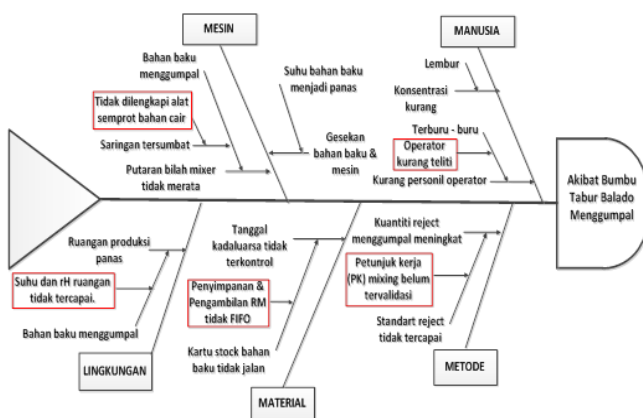 MESIN
MANUSIA
Bahan baku
menggumpal
Suhu bahan baku
menjadi panas
Lembur
Konsentrasi
kurang
Tidak dilengkapi alat
semprot bahan cair
Saringan tersumbat
Gesekan
bahan baku &
mesin
Putaran bilah mixer
tidak merata
Terburu - buru
Operator
kurang teliti
Kurang personil operator
Akibat Bumbu
Tabur Balado
Menggumpal
Ruangan produksi
panas
Suhu dan rH ruangan
tidak tercapai.
Bahan baku menggumpal
LINGKUNGAN
Tanggal
kadaluarsa tidak
terkontrol
Penyimpanan &
Pengambilan RM
tidak FIFO
Kartu stock bahan
baku tidak jalan
MATERIAL
Kuantiti reject
menggumpal meningkat
Petunjuk kerja
(PK) mixing belum
tervalidasi
Standart reject
tidak tercapai
METODE